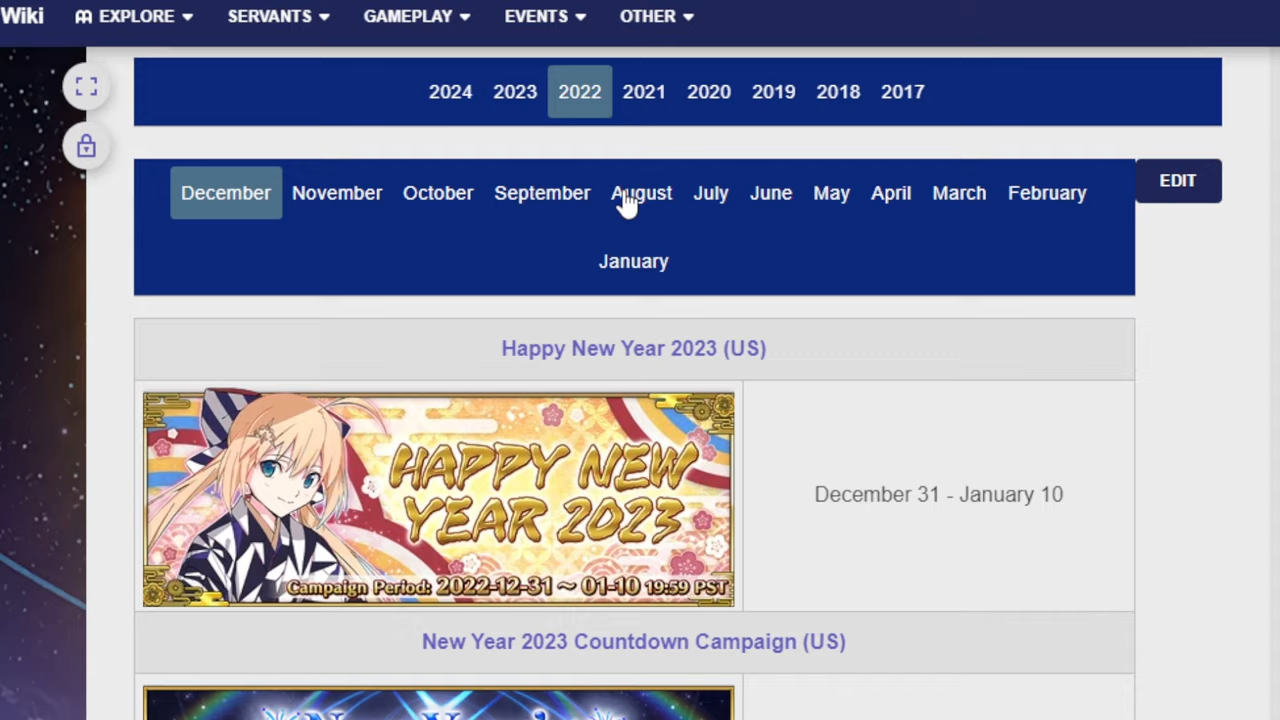 Wiki EXPLORE SERVANTS GAMEPLAY EVENTS OTHER
2024 2023 2022 2021 2020 2019 2018 2017
December November October September August July June May April March February
EDIT
January
Happy New Year 2023 (US)
HAPPY NEW
YEAR 2023
Campaign Period: 2022-12-31 ~ 01-10 19:59 PST
December 31 - January 10
New Year 2023 Countdown Campaign (US)